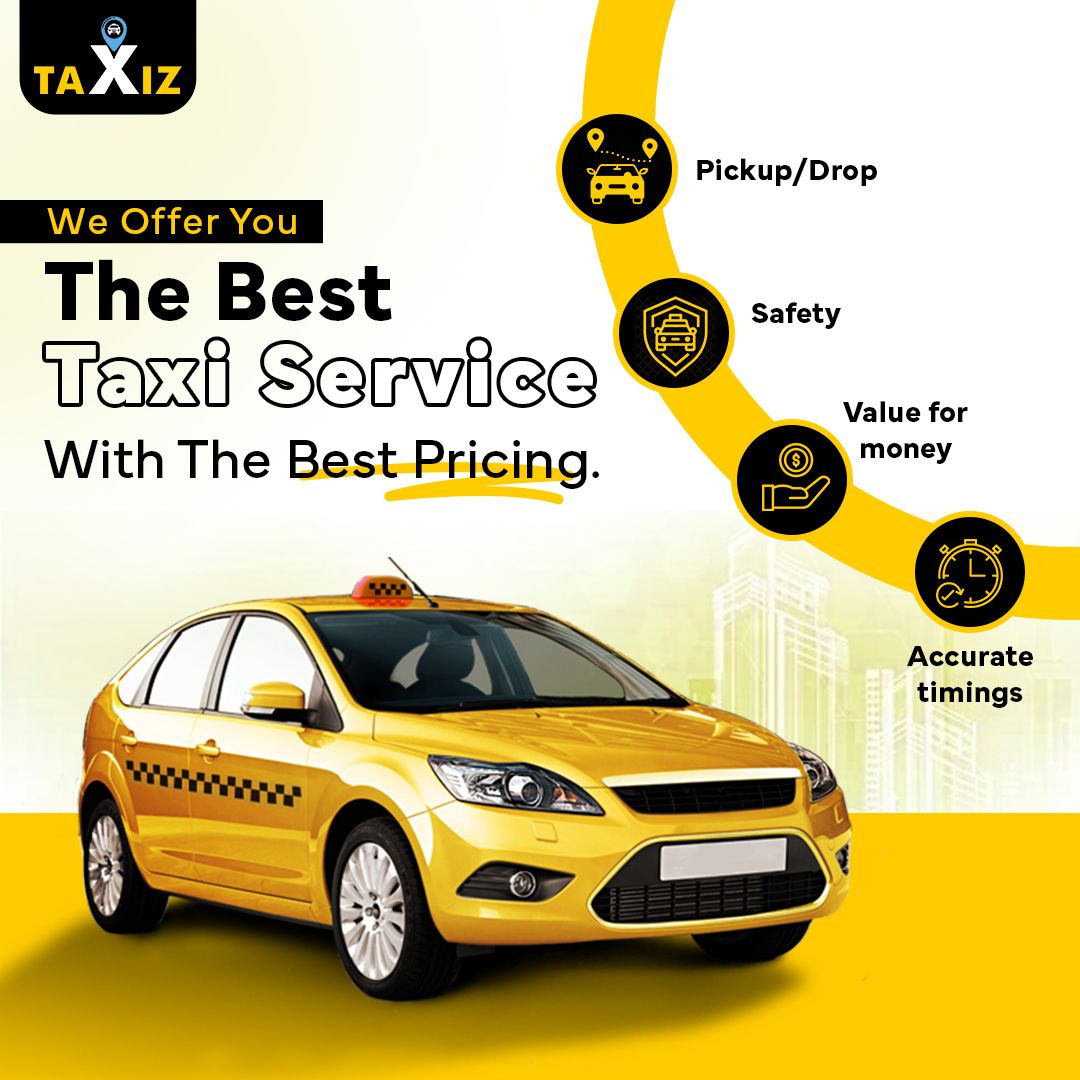 TAXIZ
We Offer You
The Best
Taxi Service
With The Best Pricing.
Pickup/Drop
Safety
Value for
money
Accurate
timings